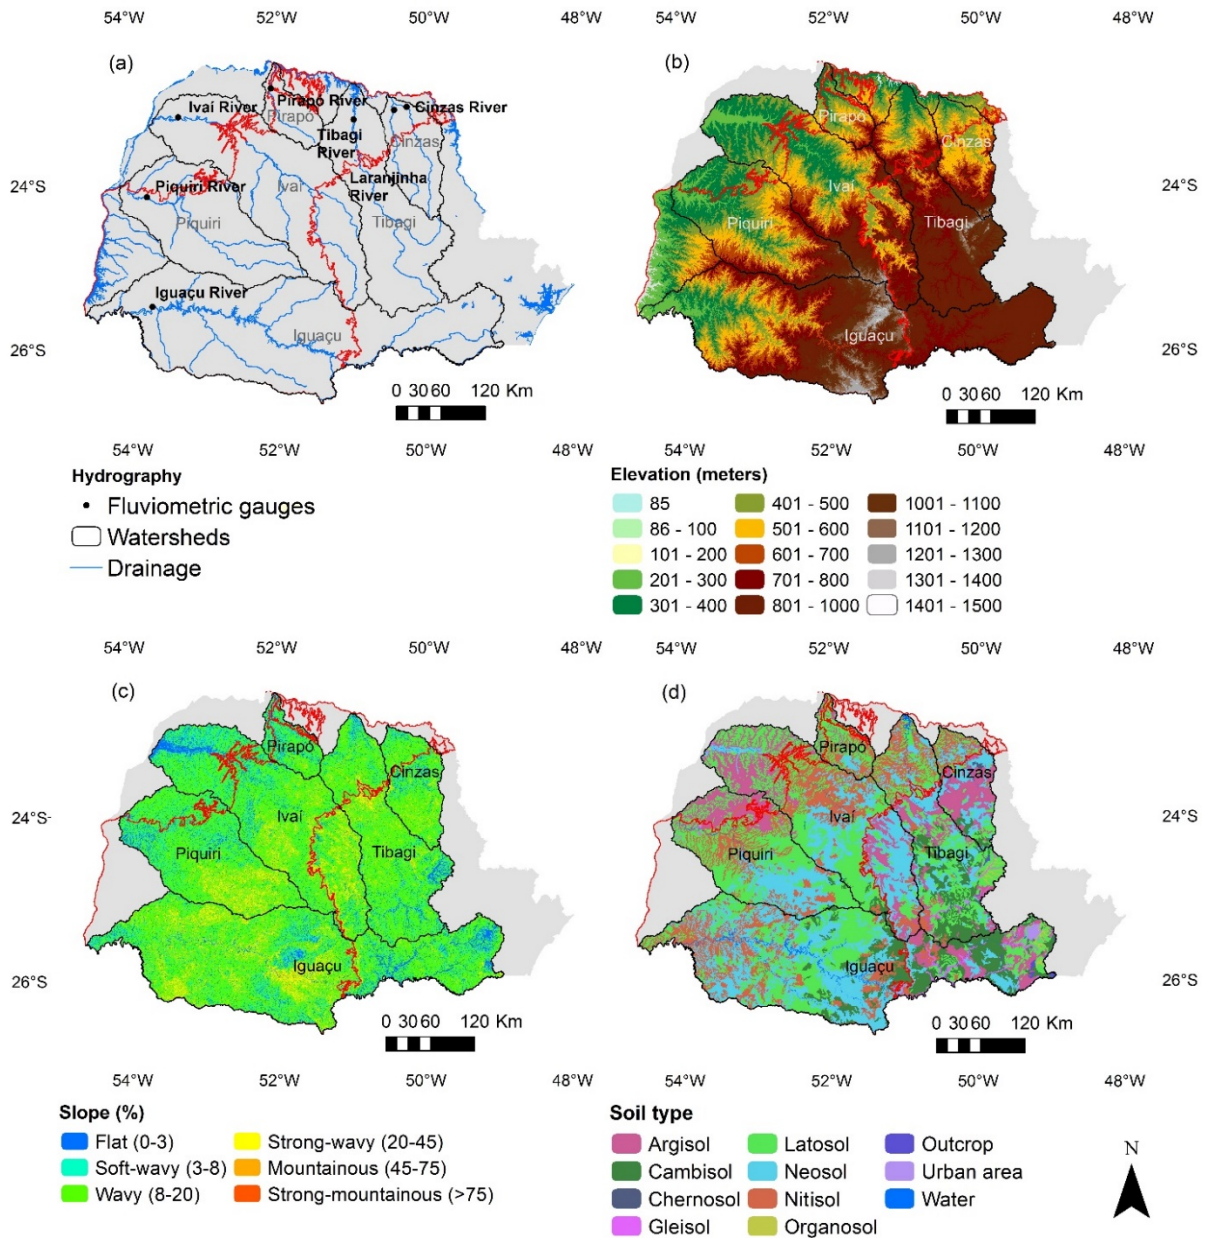 54°W 52°W 50°W 48°W 54°W 52°W 50°W 48°W
(a) (b)
Ivaí River Pirapó River Cinzas River
Pirapó Pirapó
Tibagi
River Cinzas Cinzas
24°S Piquiri River Ivaí Laranjinha
River 24°S
Ivaí
Piquiri Tibagi Piquiri Tibagi
Iguaçu River
Iguaçu Iguaçu
26°S 26°S
0 30 60 120 Km 0 30 60 120 Km
54°W 52°W 50°W 48°W 54°W 52°W 50°W 48°W
Hydrography
Fluviometric gauges
Watersheds
Drainage
Elevation (meters)
85 401 - 500 1001 - 1100
86 - 100 501 - 600 1101 - 1200
101 - 200 601 - 700 1201 - 1300
201 - 300 701 - 800 1301 - 1400
301 - 400 801 - 1000 1401 - 1500
54°W 52°W 50°W 48°W 54°W 52°W 50°W 48°W
(c) (d)
Pirapó Pirapó
Cinzas Cinzas
24°S Ivaí Ivaí 24°S
Piquiri Tibagi Piquiri Tibagi
Iguaçu Iguaçu
26°S 26°S
0 30 60 120 Km 0 30 60 120 Km
54°W 52°W 50°W 48°W 54°W 52°W 50°W 48°W
Slope (%)
Flat (0-3) Strong-wavy (20-45)
Soft-wavy (3-8) Mountainous (45-75)
Wavy (8-20) Strong-mountainous (>75)
Soil type
Argisol Latosol Outcrop
Cambisol Neosol Urban area
Chernosol Nitisol Water
Gleisol Organosol
N